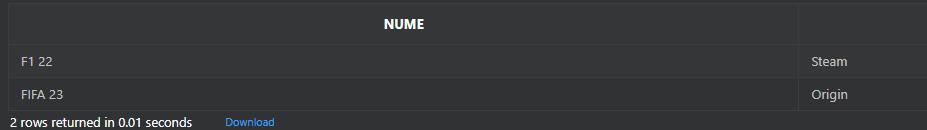 NUME
F1 22 Steam
FIFA 23 Origin
2 rows returned in 0.01 seconds Download